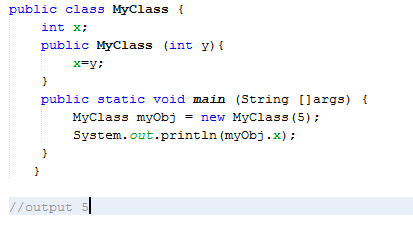 public class MyClass {
int x;
public MyClass (int y){
x=y;
}
public static void main (String []args) {
MyClass myObj = new MyClass(5);
System.out.println(myObj.x);
}
}
//output 5